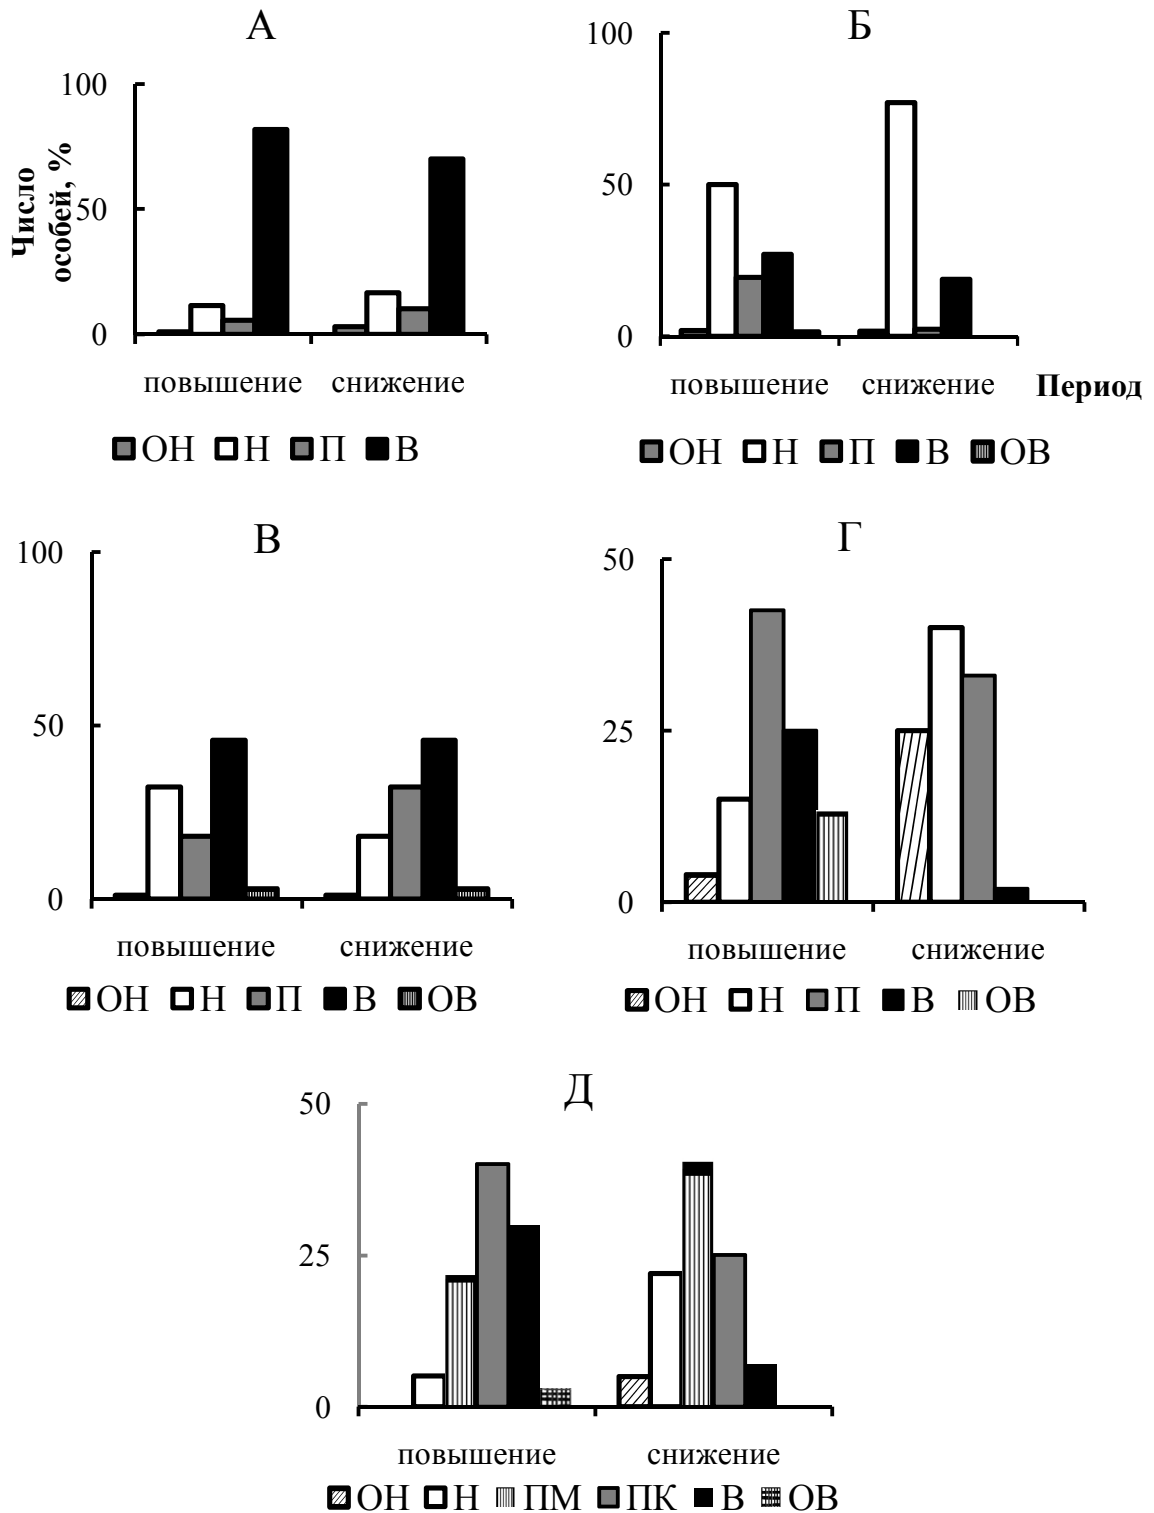 А
100
50
0
Число
особей, %
повышение снижение
ОН Н П В
Б
100
50
0
повышение снижение
Период
ОН Н П В ОВ
В
100
50
0
повышение снижение
ОН Н П В ОВ
Г
50
25
0
повышение снижение
ОН Н П В ОВ
Д
50
25
0
повышение снижение
ОН Н ПМ ПК В ОВ